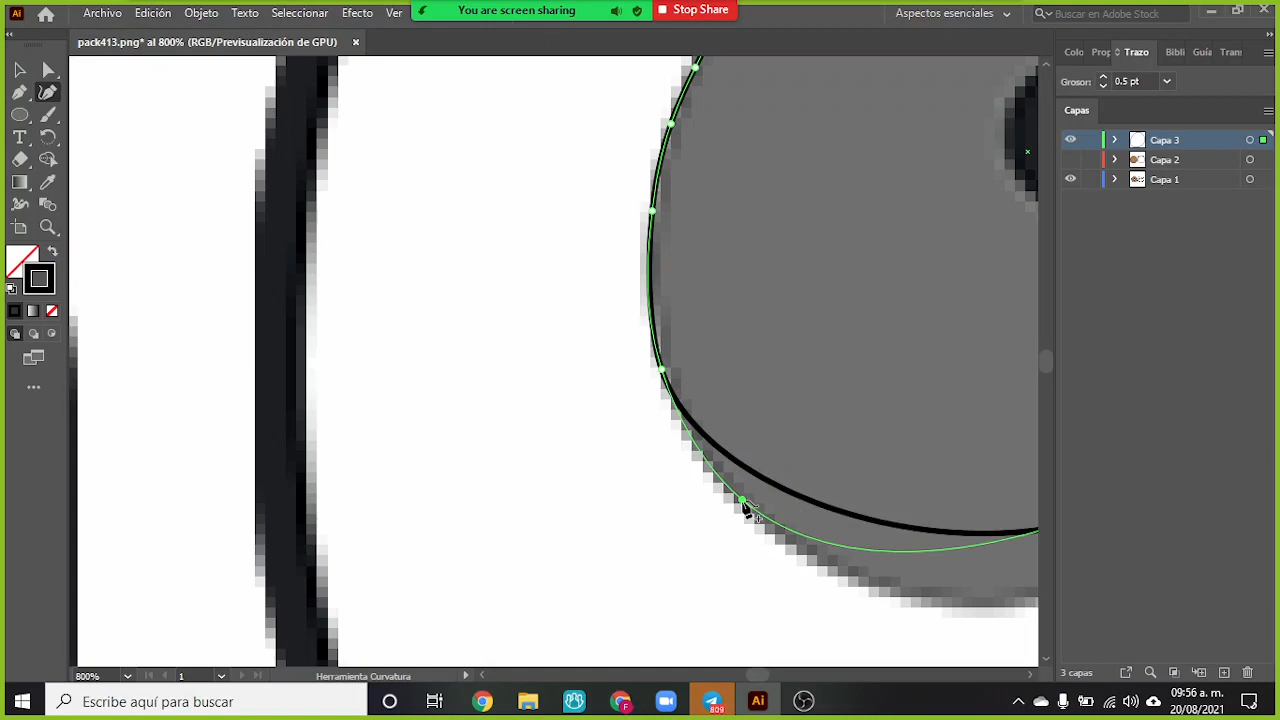 You are screen sharing
Stop Share
Ai
Archivo Edición Objeto Texto Seleccionar Efecto Ver
Aspectos esenciales
Buscar en Adobe Stock
pack413.png* al 800% (RGB/Previsualización de GPU)
Colo Prop Trazo Bibli Guía Tran
Grosor: 0.5 pt
Capas
Capa 3
Capa 2
Capa 1
800%
1
Herramienta Curvatura
3 capas
Escribe aquí para buscar
F
809
Ai
09:56 a. m.
20/08/2021